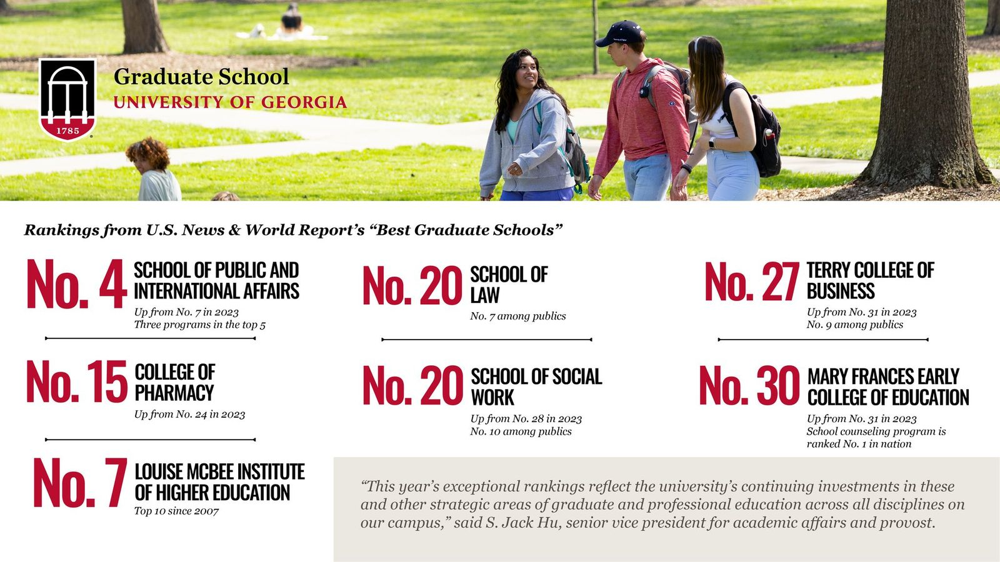 Graduate School
UNIVERSITY OF GEORGIA
1785
Rankings from U.S. News & World Report's “Best Graduate Schools”
No. 4
SCHOOL OF PUBLIC AND
INTERNATIONAL AFFAIRS
Up from No. 7 in 2023
Three programs in the top 5
No. 15
COLLEGE OF
PHARMACY
Up from No. 24 in 2023
No. 7
LOUISE MCBEE INSTITUTE
OF HIGHER EDUCATION
Top 10 since 2007
No. 20
SCHOOL OF
LAW
No. 7 among publics
No. 20
SCHOOL OF SOCIAL
WORK
Up from No. 28 in 2023
No. 10 among publics
No. 27
TERRY COLLEGE OF
BUSINESS
Up from No. 31 in 2023
No. 9 among publics
No. 30
MARY FRANCES EARLY
COLLEGE OF EDUCATION
Up from No. 31 in 2023
School counseling program is
ranked No. 1 in nation
“This year's exceptional rankings reflect the university's continuing investments in these
and other strategic areas of graduate and professional education across all disciplines on
our campus,” said S. Jack Hu, senior vice president for academic affairs and provost.